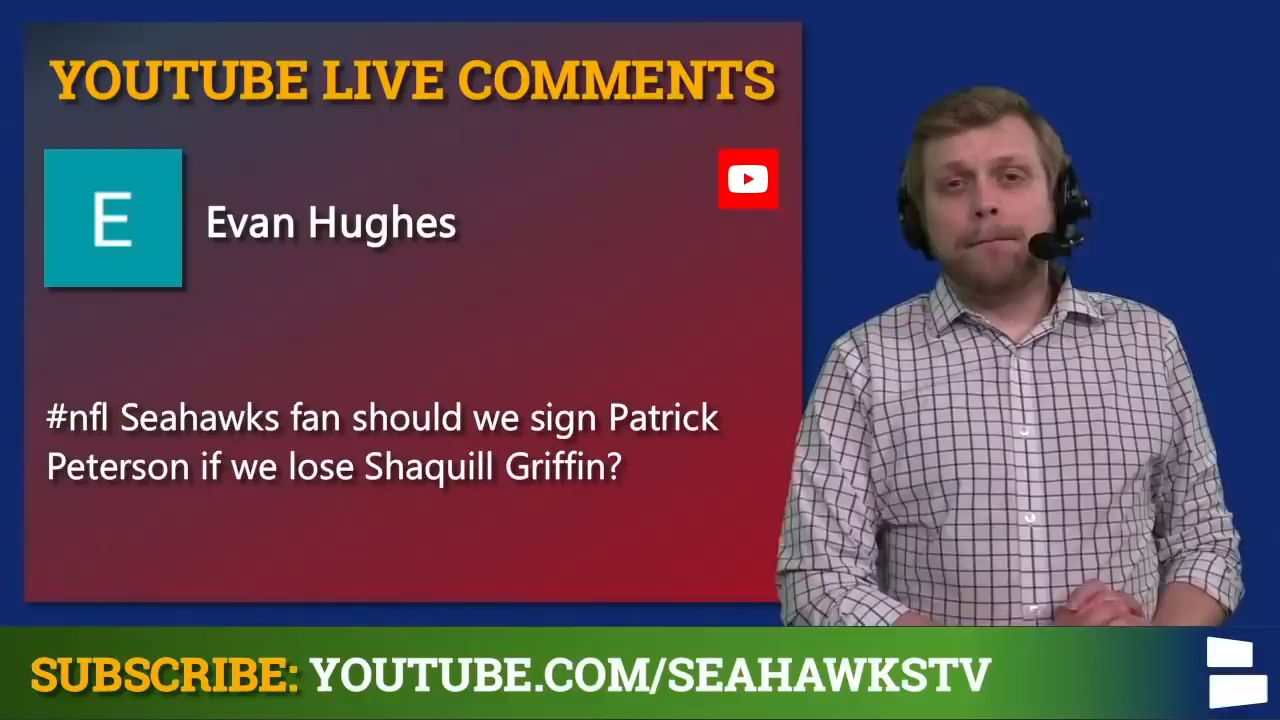 YOUTUBE LIVE COMMENTS
E
Evan Hughes
#nfl Seahawks fan should we sign Patrick
Peterson if we lose Shaquill Griffin?
SUBSCRIBE: YOUTUBE.COM/SEAHAWKSTV